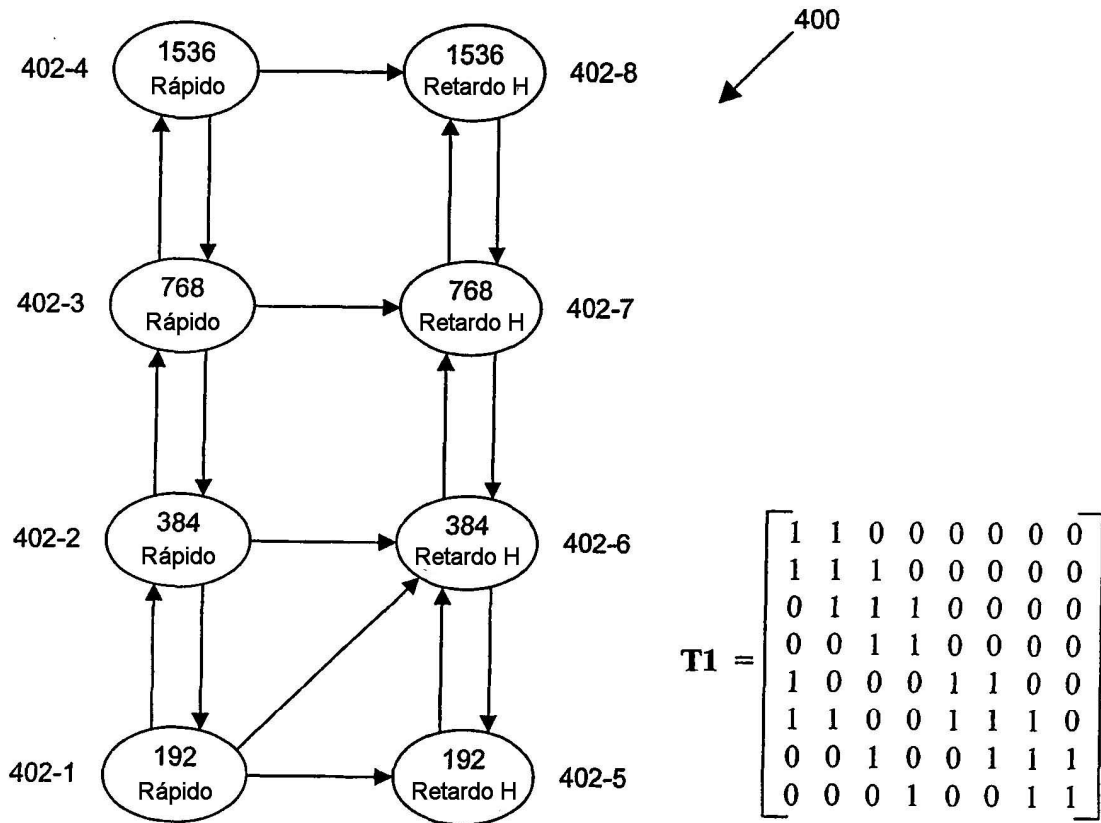 400
402-4
1536
Rápido
1536
Retardo H
402-8
402-3
768
Rápido
768
Retardo H
402-7
402-2
384
Rápido
384
Retardo H
402-6
402-1
192
Rápido
192
Retardo H
402-5
T1 =
1 1 0 0 0 0 0 0
1 1 1 0 0 0 0 0
0 1 1 1 0 0 0 0
0 0 1 1 0 0 0 0
1 0 0 0 1 1 0 0
1 1 0 0 1 1 1 0
0 0 1 0 0 1 1 1
0 0 0 1 0 0 1 1